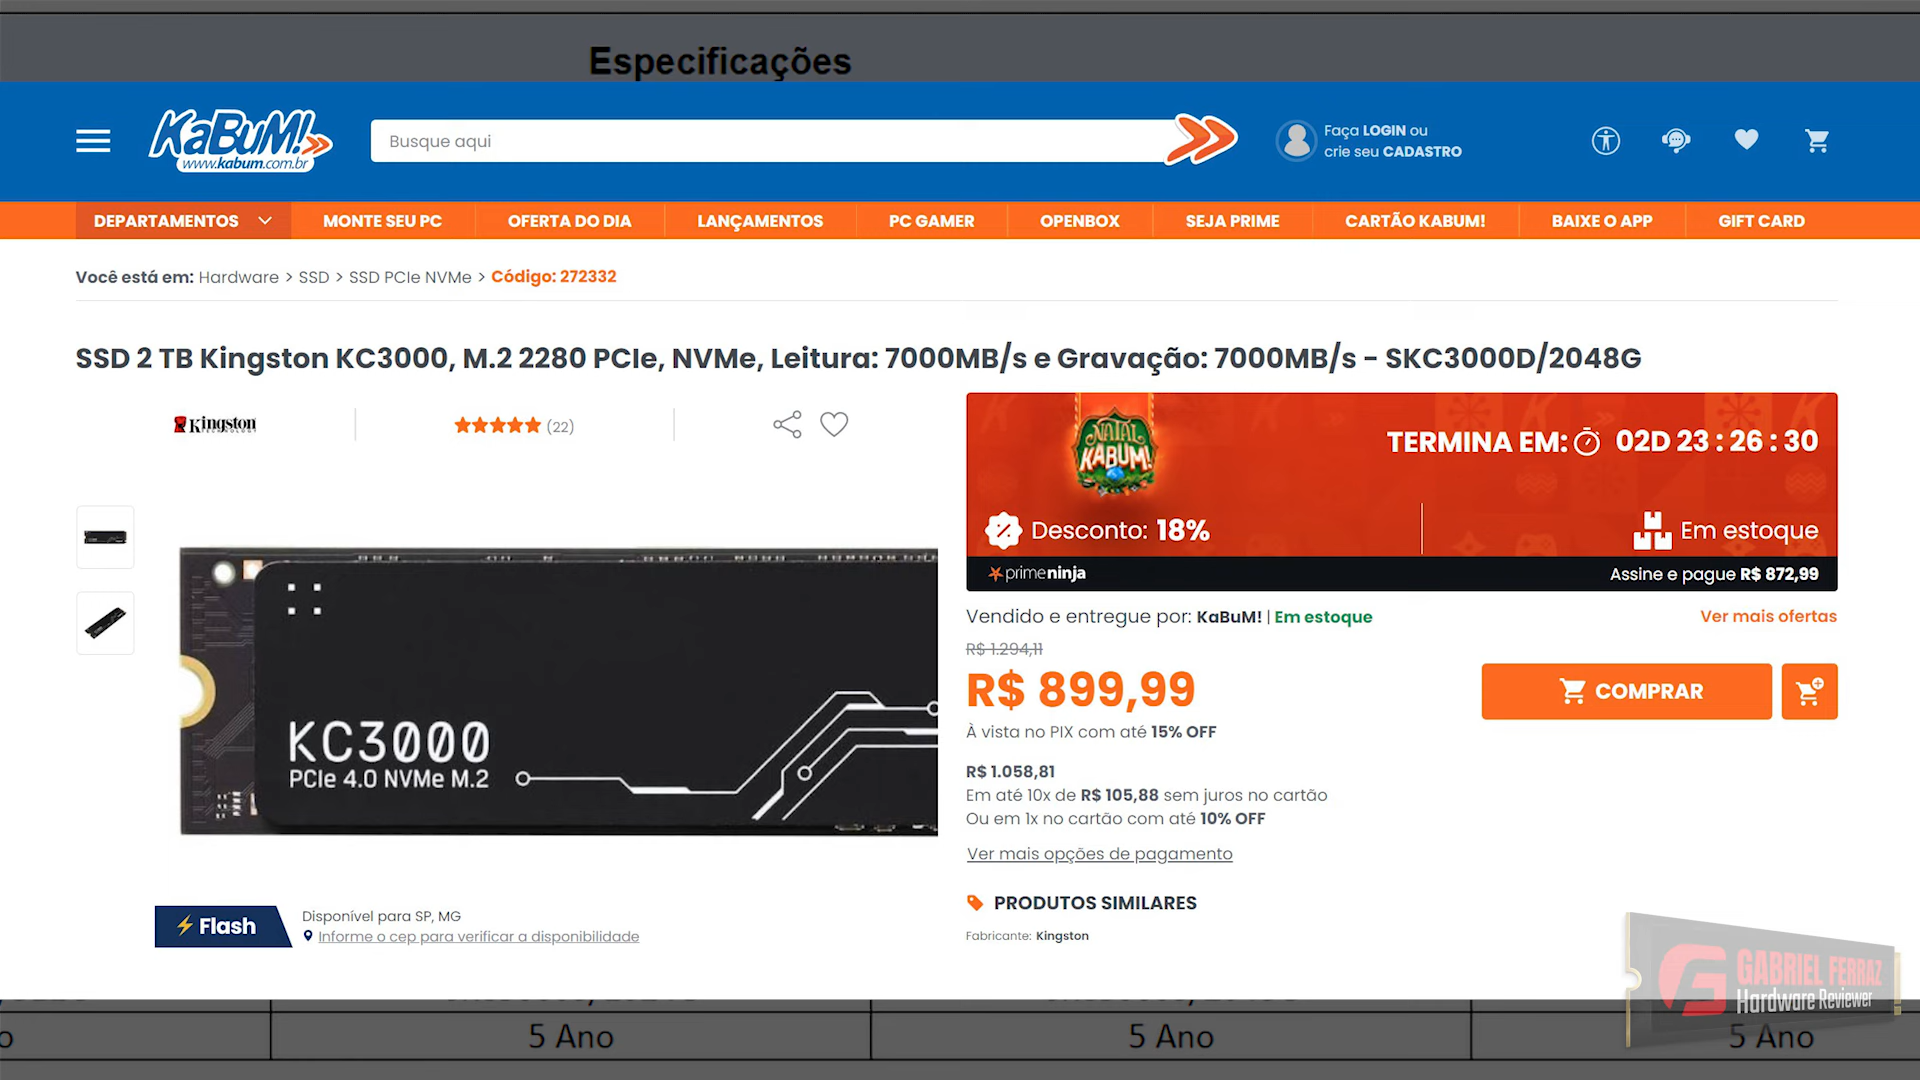 Especificações
KaBuM!
www.kabum.com.br
Busque aqui
Faça LOGIN ou
crie seu CADASTRO
DEPARTAMENTOS MONTE SEU PC OFERTA DO DIA LANÇAMENTOS PC GAMER OPENBOX SEJA PRIME CARTÃO KABUM! BAIXE O APP GIFT CARD
Você está em: Hardware > SSD > SSD PCIe NVMe > Código: 272332
SSD 2 TB Kingston KC3000, M.2 2280 PCIe, NVMe, Leitura: 7000MB/s e Gravação: 7000MB/s - SKC3000D/2048G
Kingston
TECHNOLOGY
(22)
NATAL
KABUM!
TERMINA EM: 02D 23 : 26 : 30
Desconto: 18%
Em estoque
primeninja
Assine e pague R$ 872,99
KC3000
PCIe 4.0 NVMe M.2
Vendido e entregue por: KaBuM! | Em estoque
Ver mais ofertas
R$ 1.294,11
R$ 899,99
COMPRAR
À vista no PIX com até 15% OFF
R$ 1.058,81
Em até 10x de R$ 105,88 sem juros no cartão
Ou em 1x no cartão com até 10% OFF
Ver mais opções de pagamento
PRODUTOS SIMILARES
Fabricante: Kingston
Flash
Disponível para SP, MG
Informe o cep para verificar a disponibilidade
GABRIEL FERRAZ
Hardware Reviewer
o 5 Ano 5 Ano 5 Ano